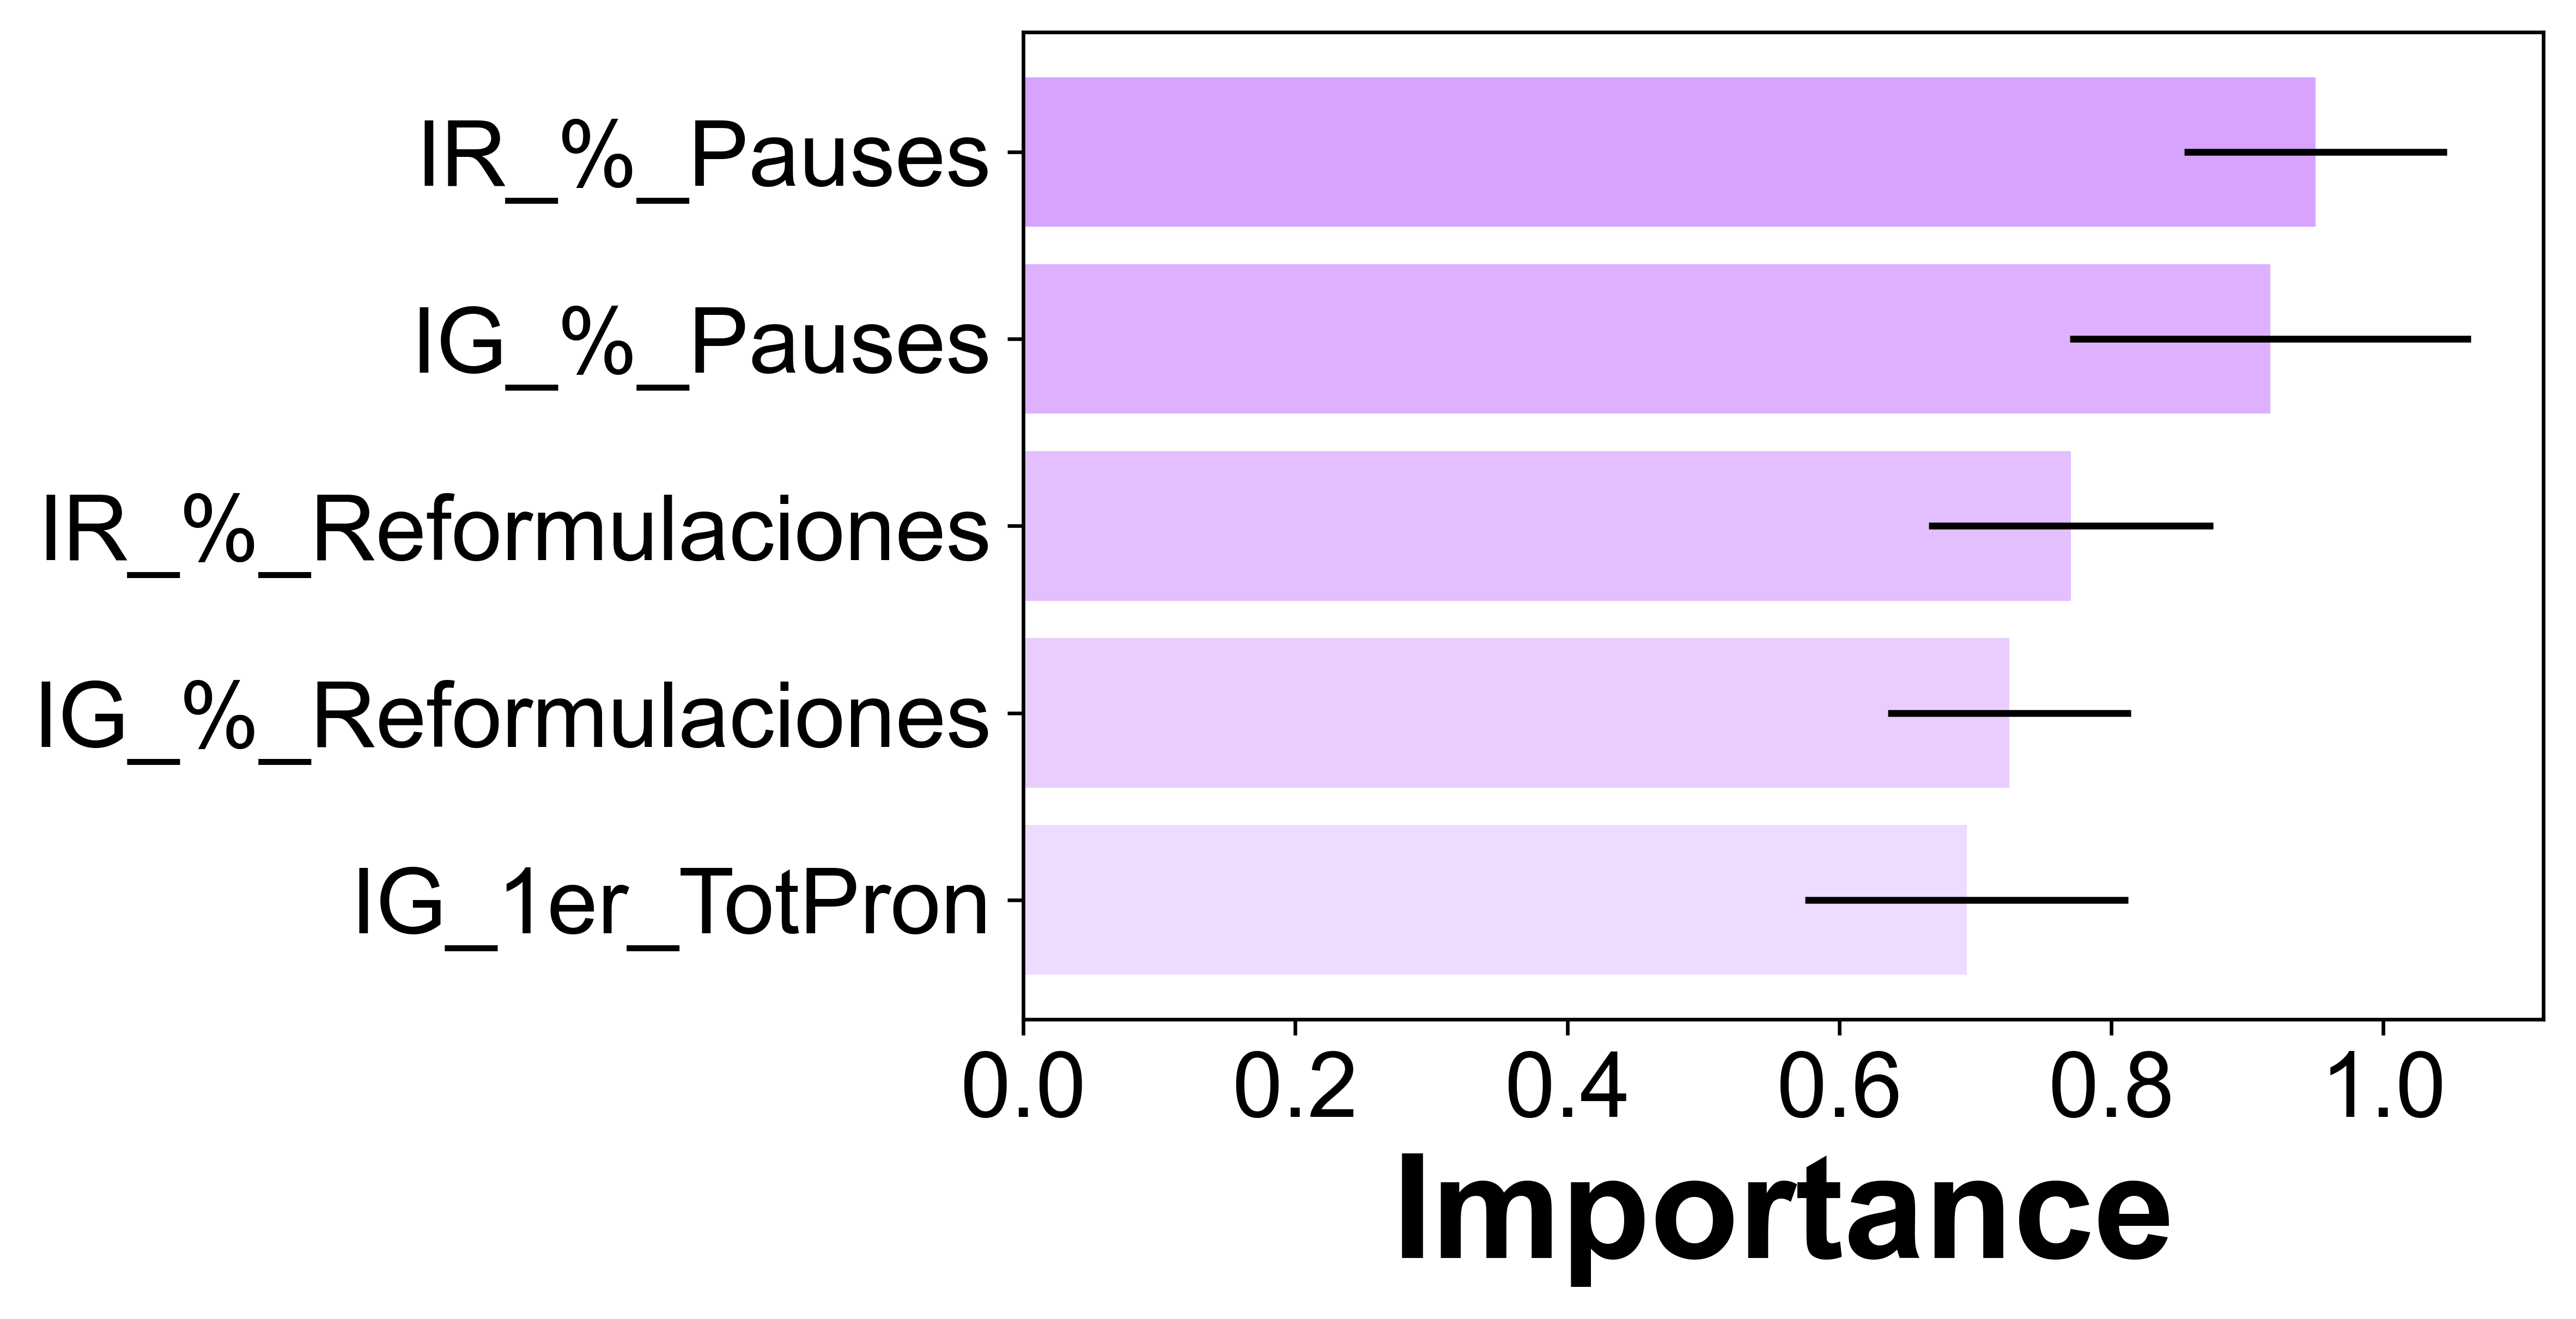 IR_%_Pauses
IG_%_Pauses
IR_%_Reformulaciones
IG_%_Reformulaciones
IG_1er_TotPron
0.0 0.2 0.4 0.6 0.8 1.0
Importance